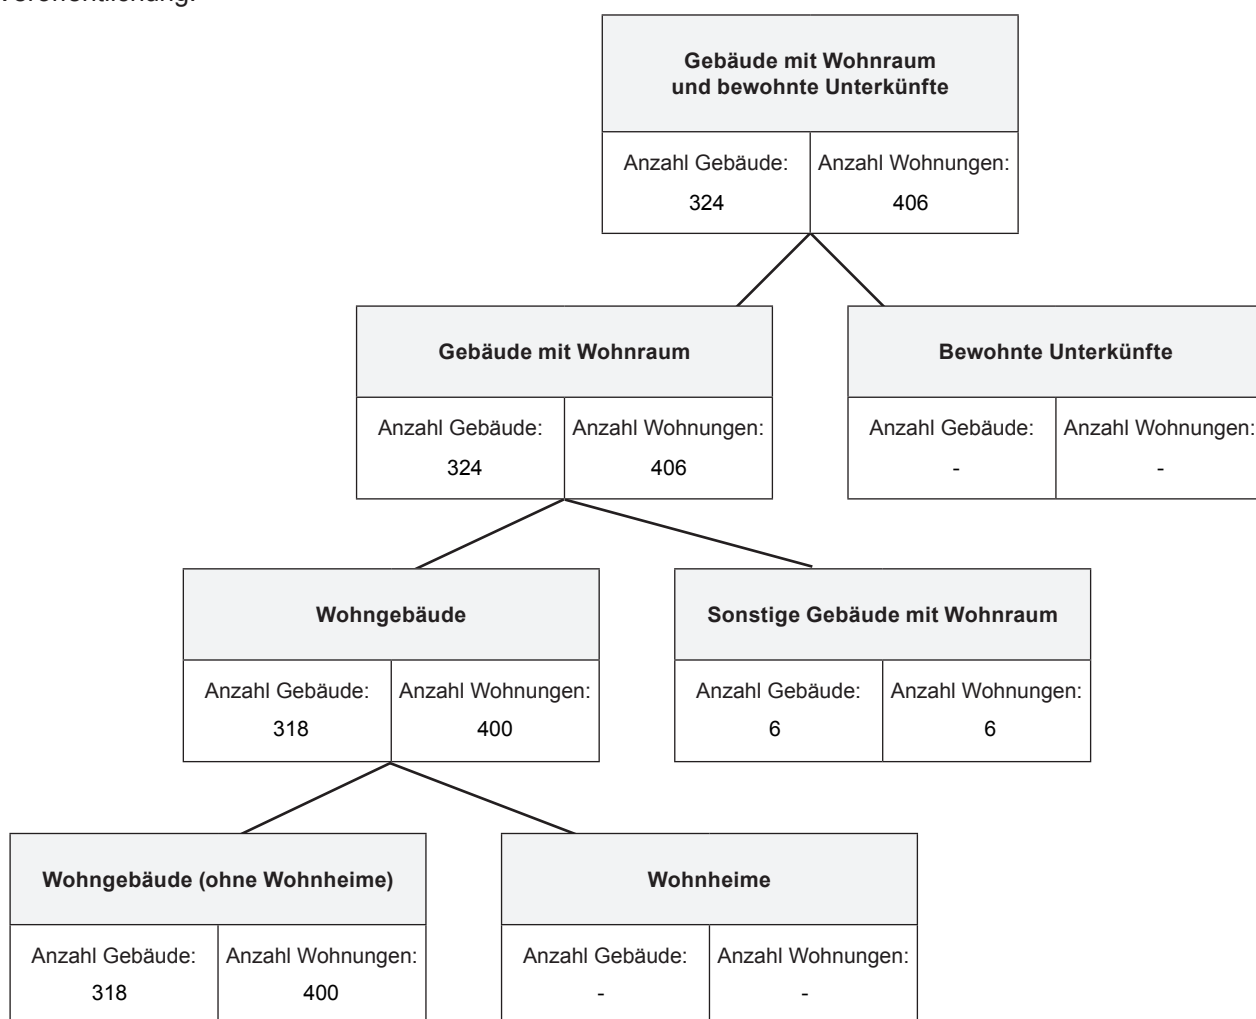 Veröffentlichung.
Gebäude mit Wohnraum
und bewohnte Unterkünfte
Anzahl Gebäude: Anzahl Wohnungen:
324 406
Gebäude mit Wohnraum Bewohnte Unterkünfte
Anzahl Gebäude: Anzahl Wohnungen: Anzahl Gebäude: Anzahl Wohnungen:
324 406 - -
Wohngebäude Sonstige Gebäude mit Wohnraum
Anzahl Gebäude: Anzahl Wohnungen: Anzahl Gebäude: Anzahl Wohnungen:
318 400 6 6
Wohngebäude (ohne Wohnheime) Wohnheime
Anzahl Gebäude: Anzahl Wohnungen: Anzahl Gebäude: Anzahl Wohnungen:
318 400 - -